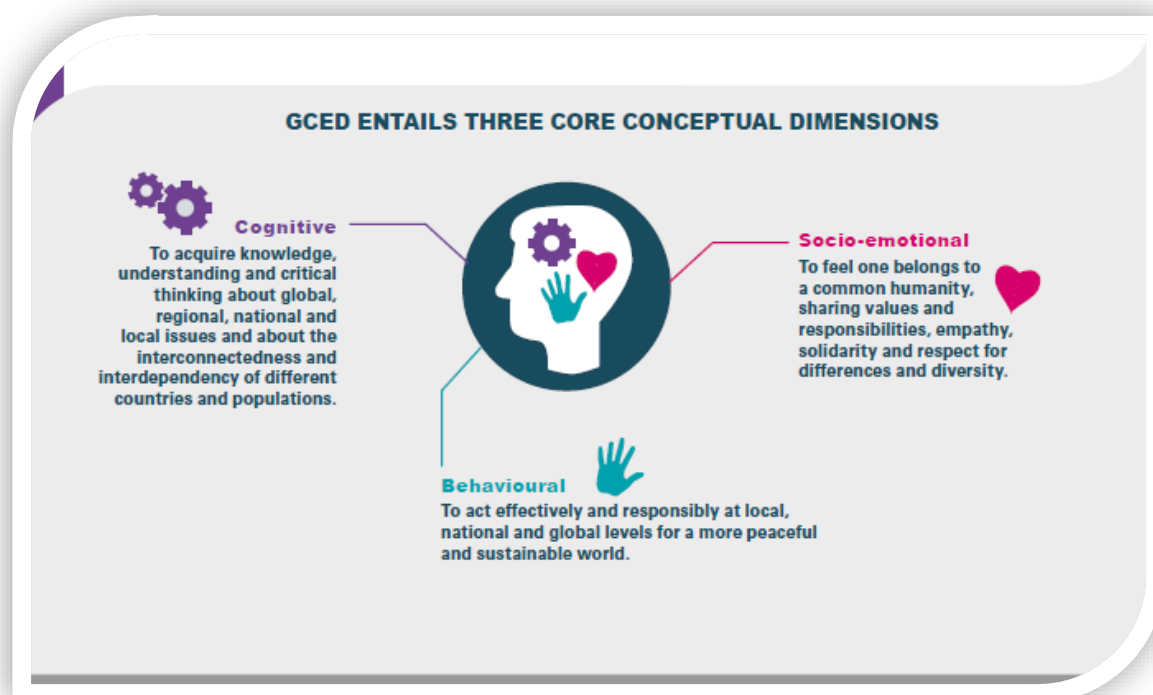 GCED ENTAILS THREE CORE CONCEPTUAL DIMENSIONS
Cognitive
To acquire knowledge,
understanding and critical
thinking about global,
regional, national and
local issues and about the
interconnectedness and
interdependency of different
countries and populations.
Socio-emotional
To feel one belongs to
a common humanity,
sharing values and
responsibilities, empathy,
solidarity and respect for
differences and diversity.
Behavioural
To act effectively and responsibly at local,
national and global levels for a more peaceful
and sustainable world.